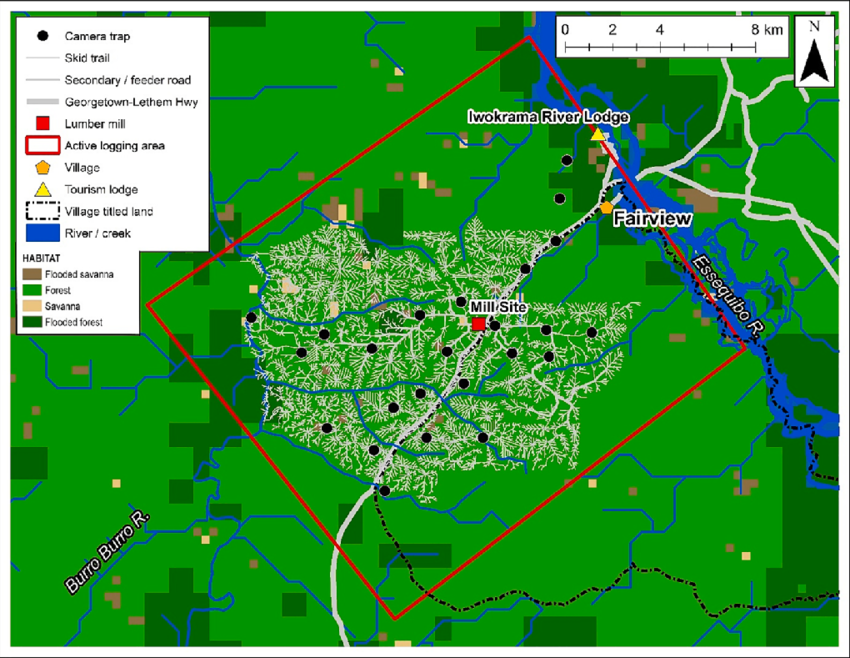 Camera trap
Skid trail
Secondary / feeder road
Georgetown-Lethem Hwy
Lumber mill
Active logging area
Village
Tourism lodge
Village titled land
River / creek
HABITAT
Flooded savanna
Forest
Savanna
Flooded forest
0 2 4 8 km
N
Iwokrama River Lodge
Fairview
Essequibo R.
Mill Site
Burro Burro R.